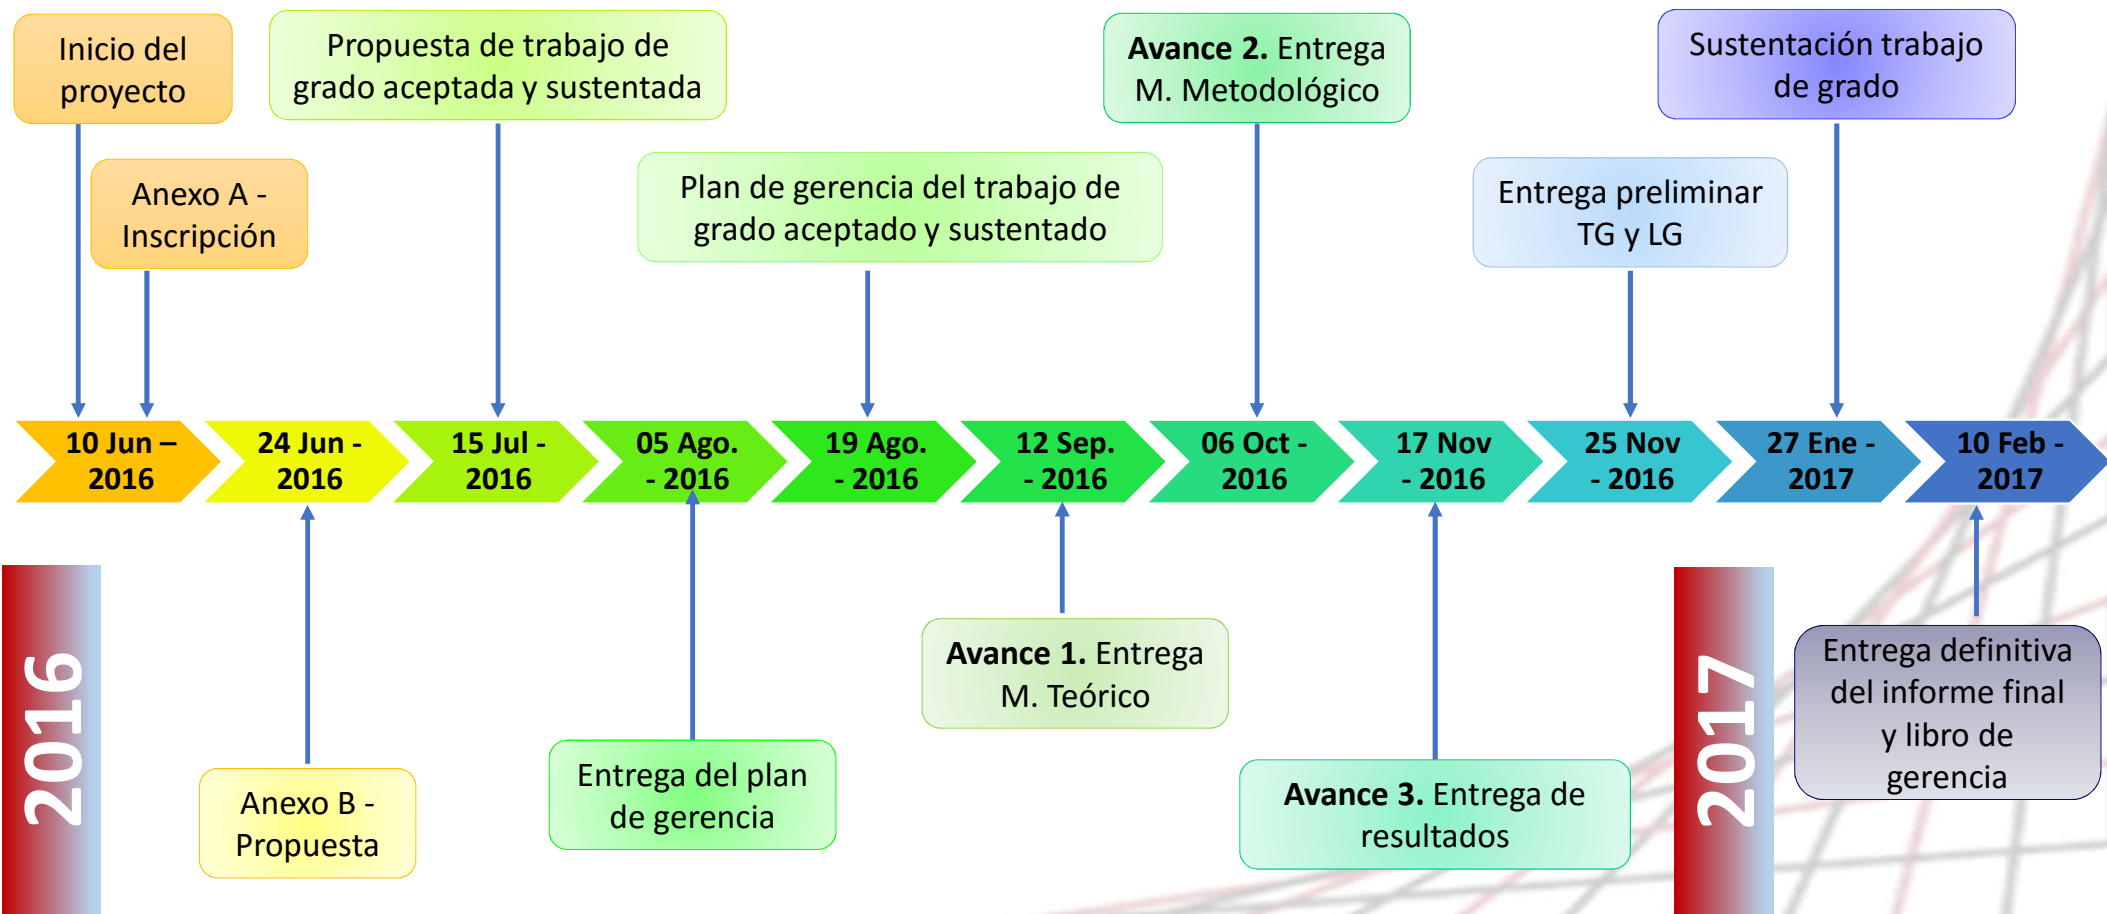 Inicio del
proyecto
Propuesta de trabajo de
grado aceptada y sustentada
Avance 2. Entrega
M. Metodológico
Sustentación trabajo
de grado
Anexo A -
Inscripción
Plan de gerencia del trabajo de
grado aceptado y sustentado
Entrega preliminar
TG y LG
10 Jun –
2016
24 Jun -
2016
15 Jul -
2016
05 Ago.
- 2016
19 Ago.
- 2016
12 Sep.
- 2016
06 Oct -
2016
17 Nov
- 2016
25 Nov
- 2016
27 Ene -
2017
10 Feb -
2017
2016
Anexo B -
Propuesta
Entrega del plan
de gerencia
Avance 1. Entrega
M. Teórico
Avance 3. Entrega de
resultados
2017
Entrega definitiva
del informe final
y libro de
gerencia